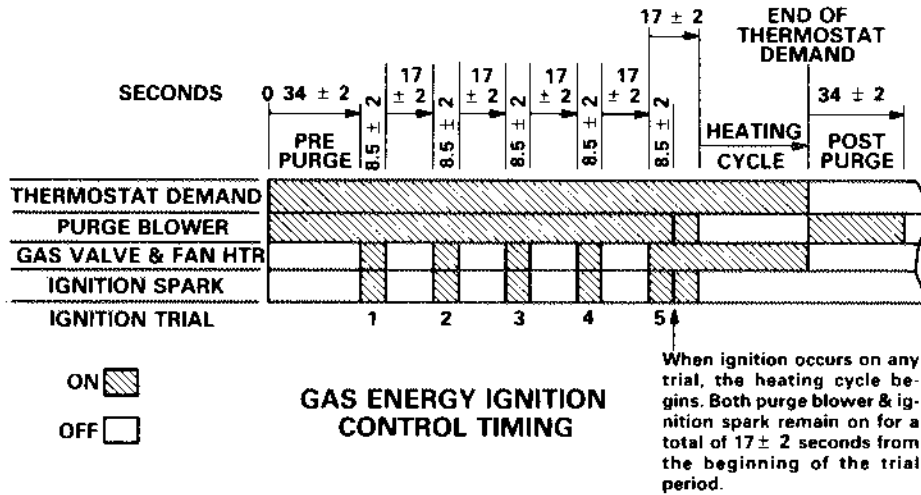 17 ± 2
END OF
THERMOSTAT
DEMAND
SECONDS
0 34 ± 2
8.5 ± 2
17
± 2
8.5 ± 2
17
± 2
8.5 ± 2
17
± 2
8.5 ± 2
17
± 2
8.5 ± 2
34 ± 2
PRE
PURGE
HEATING
CYCLE
POST
PURGE
THERMOSTAT DEMAND
PURGE BLOWER
GAS VALVE & FAN HTR
IGNITION SPARK
IGNITION TRIAL
1 2 3 4 5
ON
OFF
GAS ENERGY IGNITION
CONTROL TIMING
When ignition occurs on any
trial, the heating cycle be-
gins. Both purge blower & ig-
nition spark remain on for a
total of 17± 2 seconds from
the beginning of the trial
period.